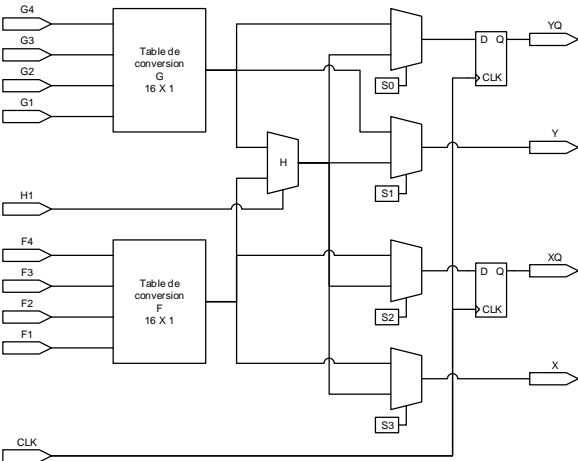 G4
G3
G2
G1
Table de
conversion
G
16 X 1
S0
D Q
CLK
YQ
H
S1
Y
H1
F4
F3
F2
F1
Table de
conversion
F
16 X 1
S2
D Q
CLK
XQ
S3
X
CLK